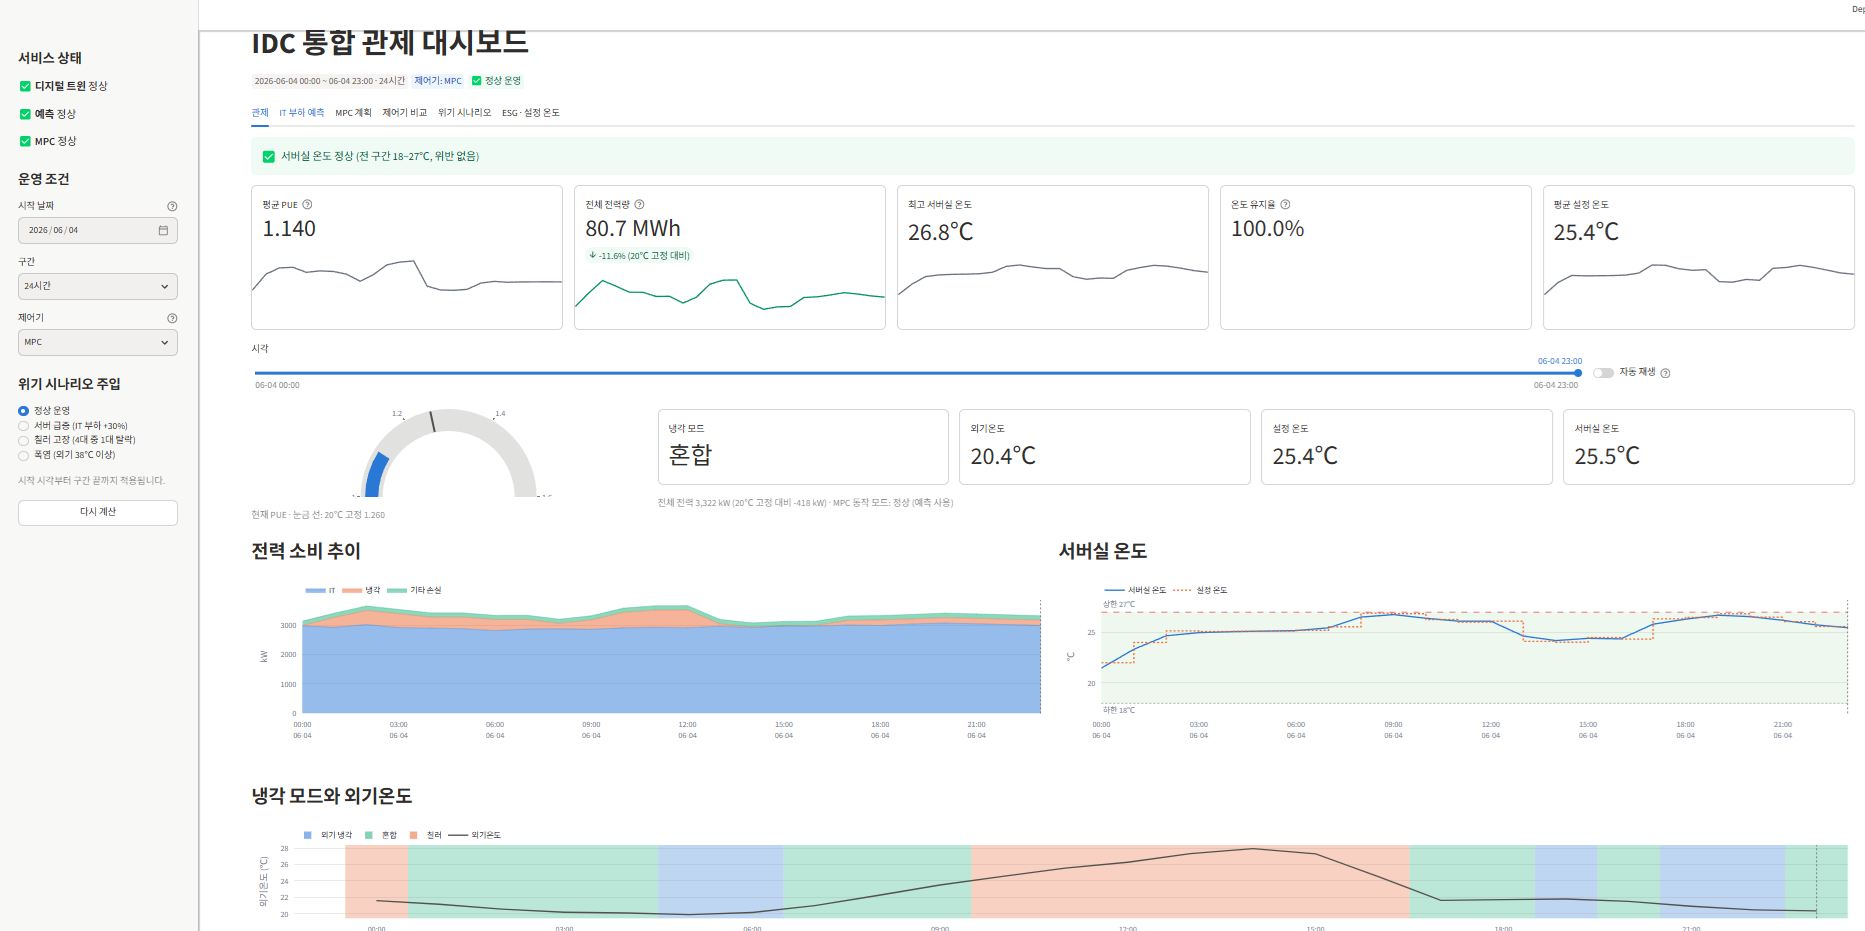 Dep
서비스 상태
디지털 트윈 정상
예측 정상
MPC 정상
운영 조건
시작 날짜
2026/06/04
구간
24시간
제어기
MPC
위기 시나리오 주입
정상 운영
서버 급증 (IT 부하 +30%)
칠러 고장 (4대 중 1대 탈락)
폭염 (외기 38℃ 이상)
시작 시각부터 구간 끝까지 적용됩니다.
다시 계산
IDC 통합 관제 대시보드
2026-06-04 00:00 ~ 06-04 23:00 · 24시간 제어기: MPC 정상 운영
관제 IT 부하 예측 MPC 계획 제어기 비교 위기 시나리오 ESG · 설정 온도
서버실 온도 정상 (전 구간 18~27℃, 위반 없음)
평균 PUE
1.140
전체 전력량
80.7 MWh
↓ -11.6% (20℃ 고정 대비)
최고 서버실 온도
26.8℃
온도 유지율
100.0%
평균 설정 온도
25.4℃
시각
06-04 23:00
06-04 00:00 06-04 23:00
자동 재생
1.2 1.4
현재 PUE · 눈금 선: 20℃ 고정 1.260
냉각 모드
혼합
외기온도
20.4℃
설정 온도
25.4℃
서버실 온도
25.5℃
전체 전력 3,322 kW (20℃ 고정 대비 -418 kW) · MPC 동작 모드: 정상 (예측 사용)
전력 소비 추이
IT 냉각 기타 손실
kW
3000
2000
1000
0
00:00 03:00 06:00 09:00 12:00 15:00 18:00 21:00
06-04 06-04 06-04 06-04 06-04 06-04 06-04 06-04
서버실 온도
서버실 온도 설정 온도
상한 27℃
℃
25
20
하한 18℃
00:00 03:00 06:00 09:00 12:00 15:00 18:00 21:00
06-04 06-04 06-04 06-04 06-04 06-04 06-04 06-04
냉각 모드와 외기온도
외기 냉각 혼합 칠러 외기온도
외기온도 (℃)
28
26
24
22
20
00:00 03:00 06:00 09:00 12:00 15:00 18:00 21:00